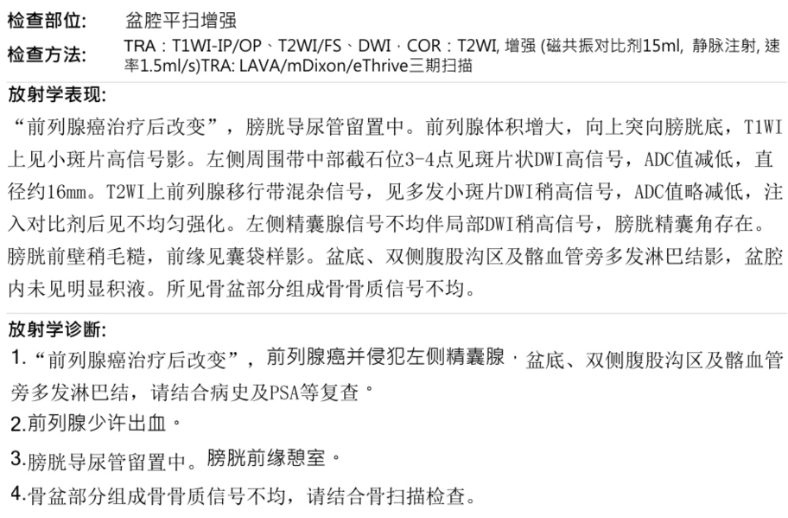 检查部位: 盆腔平扫增强
检查方法: TRA：T1WI-IP/OP、T2WI/FS、DWI．COR：T2WI, 增强 (磁共振对比剂15ml, 静脉注射, 速
率1.5ml/s)TRA: LAVA/mDixon/eThrive三期扫描
放射学表现:
“前列腺癌治疗后改变”，膀胱导尿管留置中。前列腺体积增大，向上突向膀胱底，T1WI
上见小斑片高信号影。左侧周围带中部截石位3-4点见斑片状DWI高信号，ADC值减低，直
径约16mm。T2WI上前列腺移行带混杂信号，见多发小斑片DWI稍高信号，ADC值略减低，注
入对比剂后见不均匀强化。左侧精囊腺信号不均伴局部DWI稍高信号，膀胱精囊角存在。
膀胱前壁稍毛糙，前缘见囊袋样影。盆底、双侧腹股沟区及髂血管旁多发淋巴结影，盆腔
内未见明显积液。所见骨盆部分组成骨骨质信号不均。
放射学诊断:
1.“前列腺癌治疗后改变”，前列腺癌并侵犯左侧精囊腺．盆底、双侧腹股沟区及髂血管
旁多发淋巴结，请结合病史及PSA等复查。
2.前列腺少许出血。
3.膀胱导尿管留置中。膀胱前缘憩室。
4.骨盆部分组成骨骨质信号不均，请结合骨扫描检查。